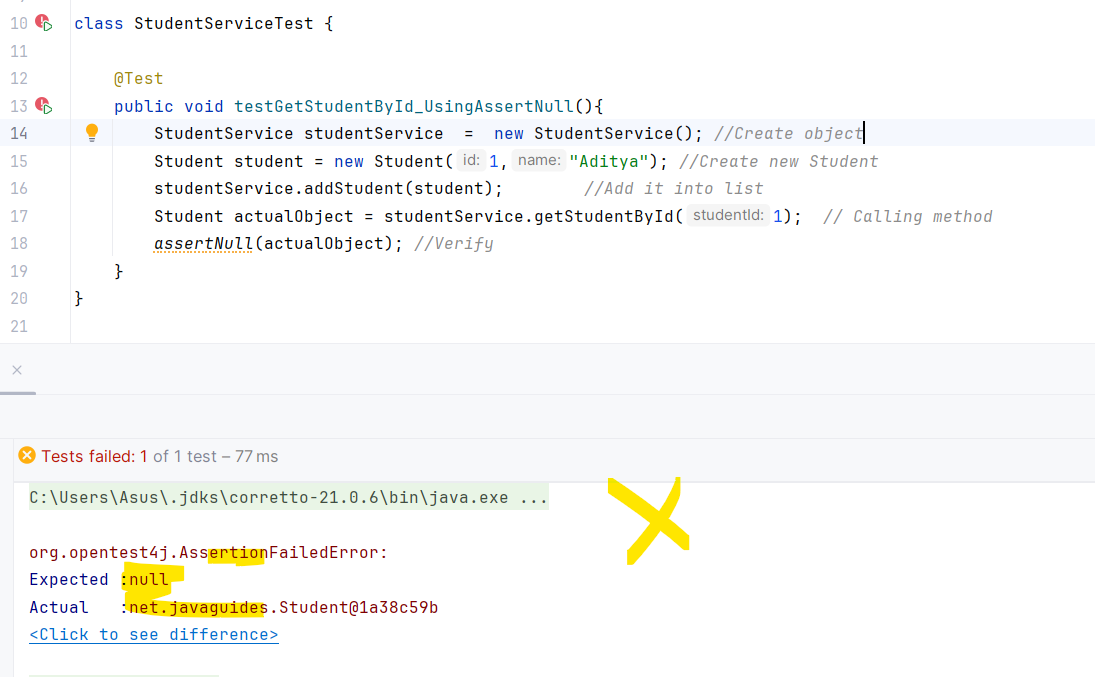 10 class StudentServiceTest {
11
12 @Test
13 public void testGetStudentById_UsingAssertNull(){
14 StudentService studentService  =  new StudentService(); //Create object
15 Student student = new Student( id: 1, name: "Aditya"); //Create new Student
16 studentService.addStudent(student);        //Add it into list
17 Student actualObject = studentService.getStudentById( studentId: 1);  // Calling method
18 assertNull(actualObject); //Verify
19 }
20 }
21
Tests failed: 1 of 1 test – 77 ms
C:\Users\Asus\.jdks\corretto-21.0.6\bin\java.exe ...
org.opentest4j.AssertionFailedError:
Expected :null
Actual   :net.javaguides.Student@1a38c59b
<Click to see difference>